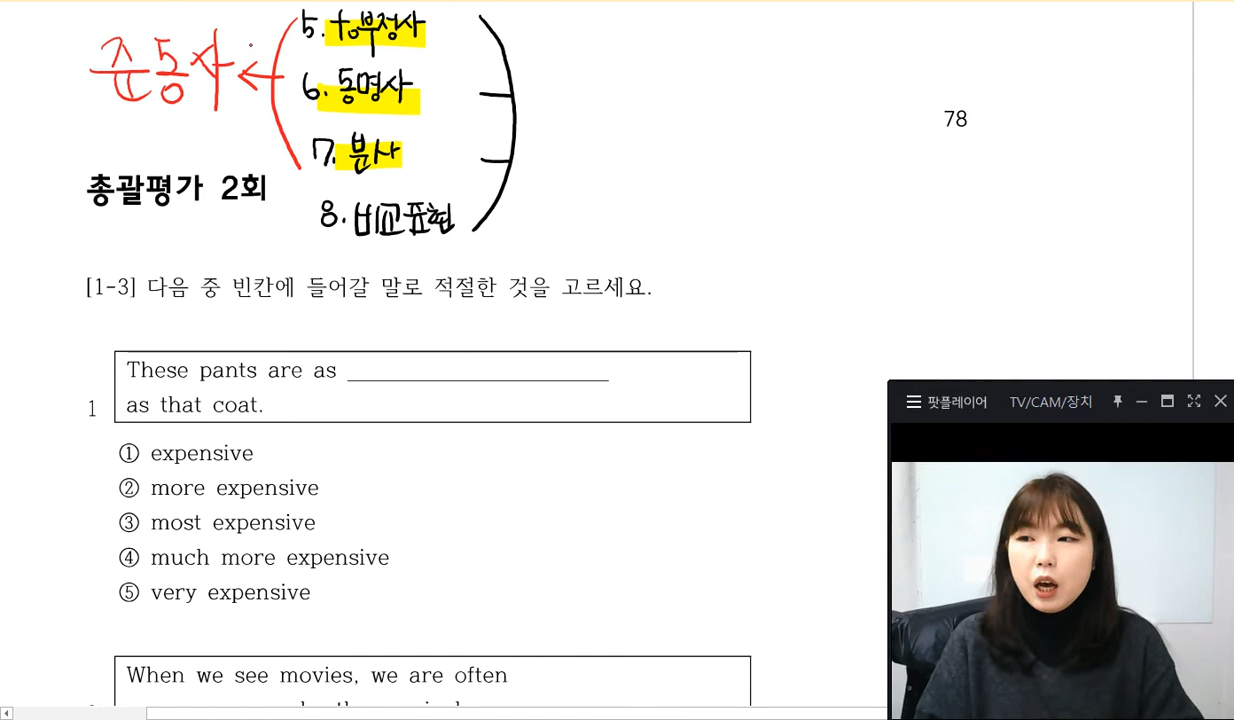 준동사 ←
5. to부정사
6. 동명사
7. 분사
8. 비교표현
78
총괄평가 2회
[1-3] 다음 중 빈칸에 들어갈 말로 적절한 것을 고르세요.
1
These pants are as ____________________
as that coat.
① expensive
② more expensive
③ most expensive
④ much more expensive
⑤ very expensive
When we see movies, we are often
팟플레이어 TV/CAM/장치